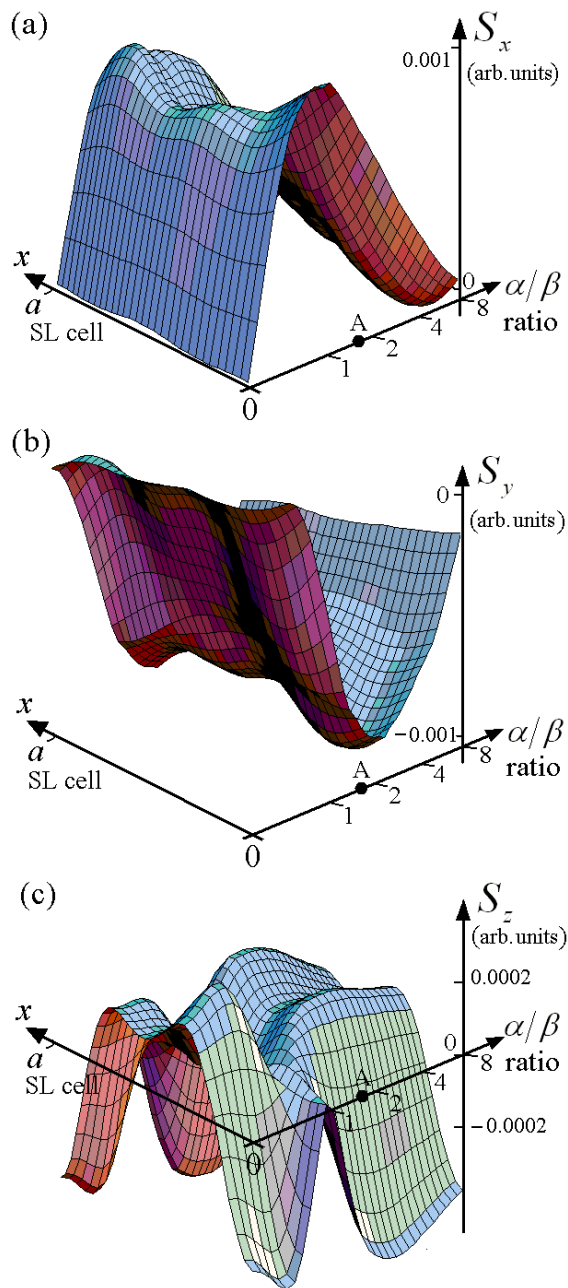 (a)
S_x
(arb. units)
0.001
0
x
a
SL cell
A
0
1
2
4
8
α/β
ratio
(b)
S_y
(arb. units)
0
−0.001
x
a
SL cell
A
0
1
2
4
8
α/β
ratio
(c)
S_z
(arb. units)
0.0002
0
−0.0002
x
a
SL cell
A
0
1
2
4
8
α/β
ratio